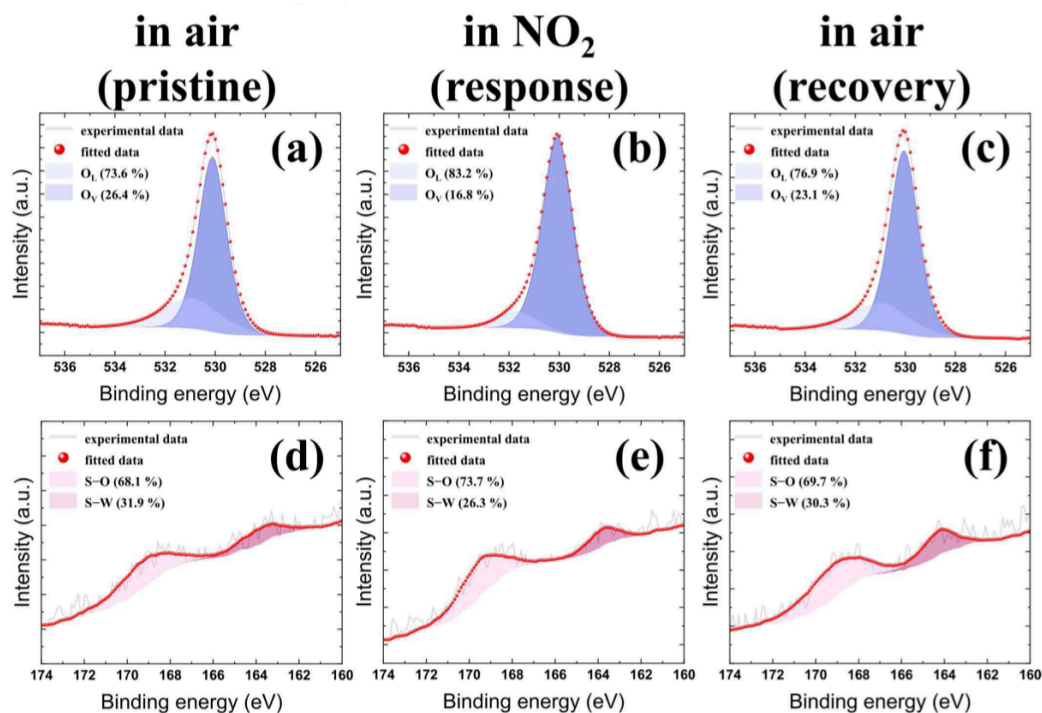 in air
(pristine)
in NO₂
(response)
in air
(recovery)
experimental data
fitted data
O_L (73.6 %)
O_V (26.4 %)
(a)
Intensity (a.u.)
536 534 532 530 528 526
Binding energy (eV)
experimental data
fitted data
O_L (83.2 %)
O_V (16.8 %)
(b)
Intensity (a.u.)
536 534 532 530 528 526
Binding energy (eV)
experimental data
fitted data
O_L (76.9 %)
O_V (23.1 %)
(c)
Intensity (a.u.)
536 534 532 530 528 526
Binding energy (eV)
experimental data
fitted data
S−O (68.1 %)
S−W (31.9 %)
(d)
Intensity (a.u.)
174 172 170 168 166 164 162 160
Binding energy (eV)
experimental data
fitted data
S−O (73.7 %)
S−W (26.3 %)
(e)
Intensity (a.u.)
174 172 170 168 166 164 162 160
Binding energy (eV)
experimental data
fitted data
S−O (69.7 %)
S−W (30.3 %)
(f)
Intensity (a.u.)
174 172 170 168 166 164 162 160
Binding energy (eV)